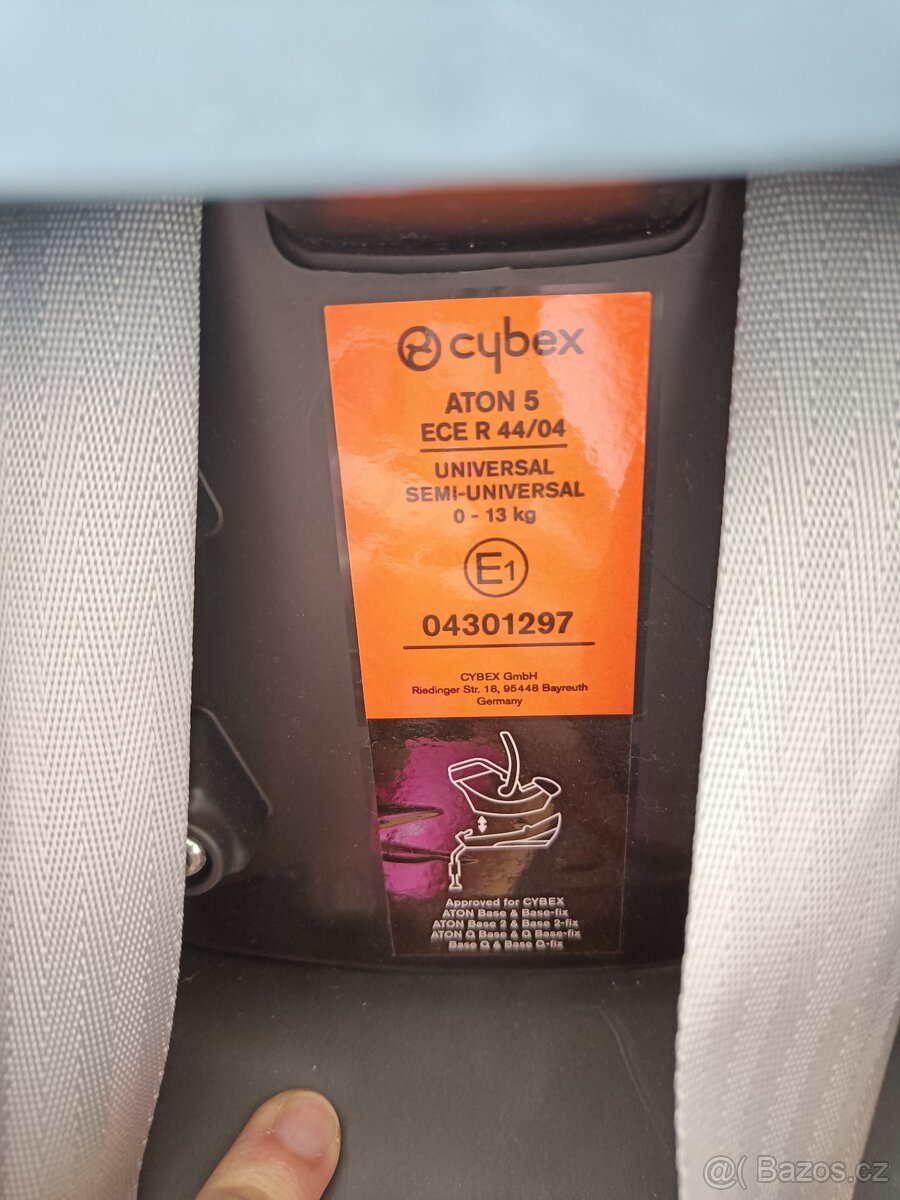 cybex
ATON 5
ECE R 44/04
UNIVERSAL
SEMI-UNIVERSAL
0 - 13 kg
E1
04301297
CYBEX GmbH
Riedinger Str. 18, 95448 Bayreuth
Germany
Approved for CYBEX
ATON Base & Base-fix
ATON Base 2 & Base 2-fix
ATON Q Base & Q Base-fix
Base Q & Base Q-fix
@( Bazos.cz